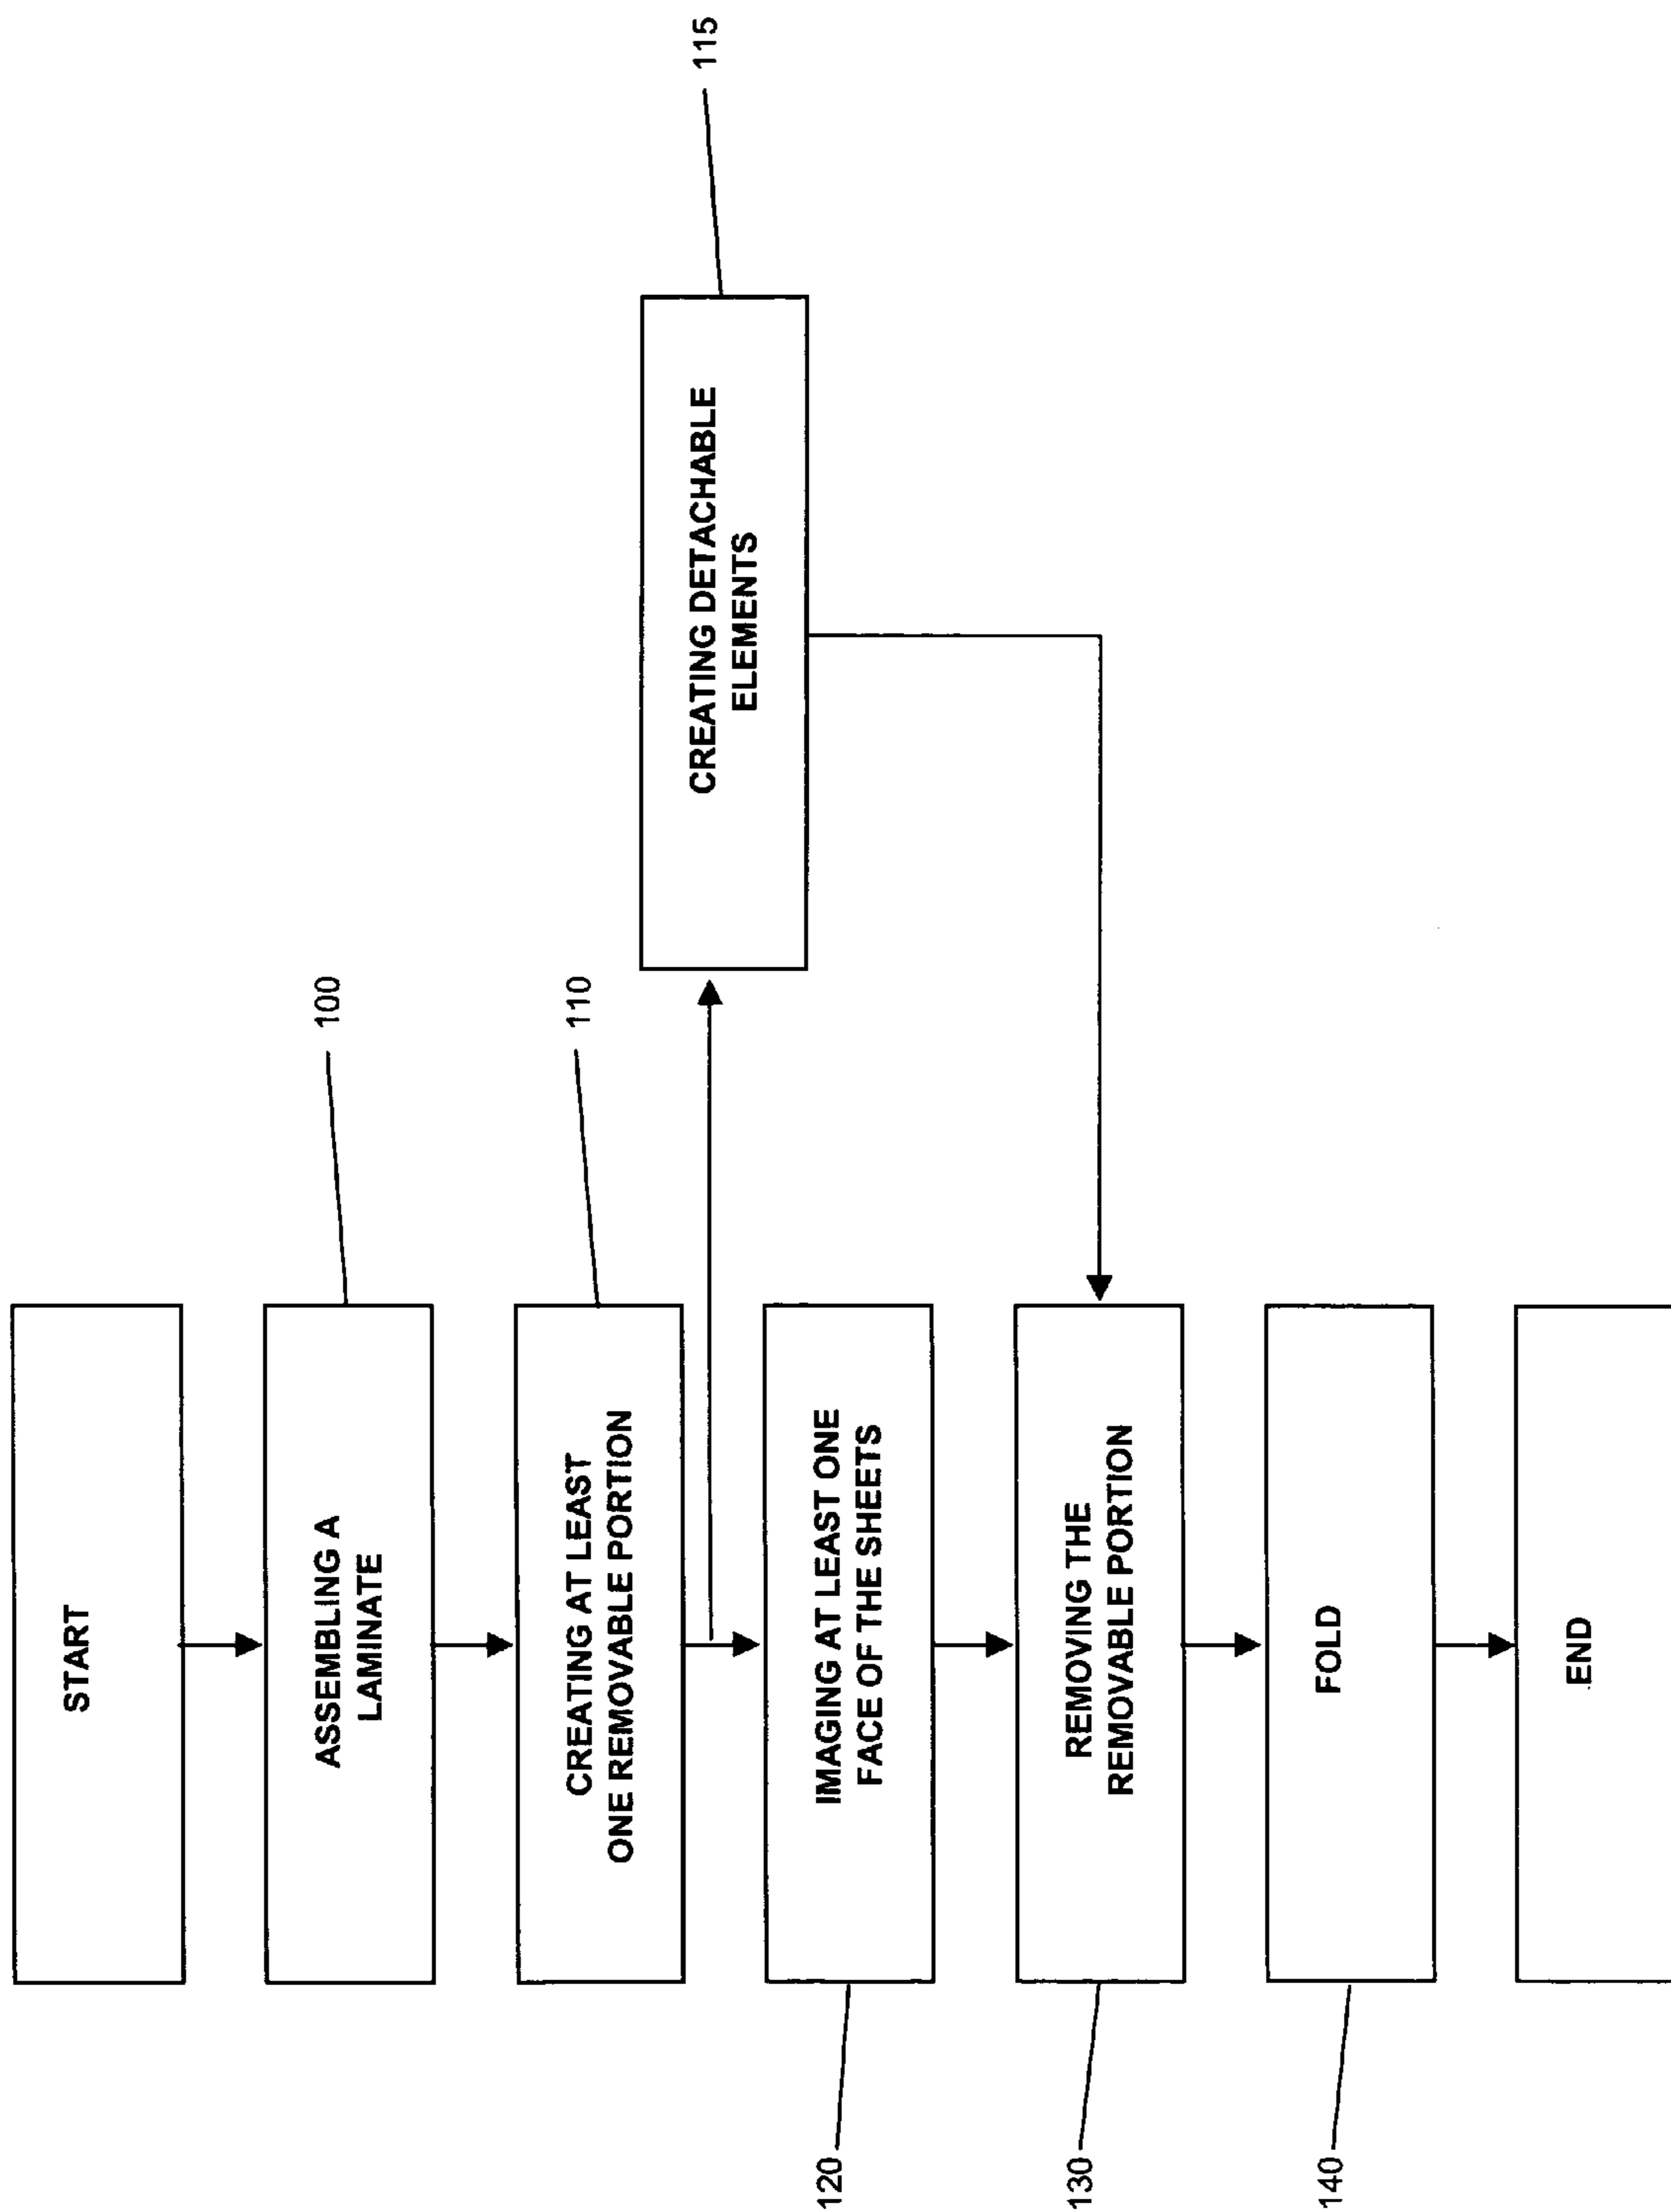 START
100
ASSEMBLING A
LAMINATE
110
CREATING AT LEAST
ONE REMOVABLE PORTION
115
CREATING DETACHABLE
ELEMENTS
120
IMAGING AT LEAST ONE
FACE OF THE SHEETS
130
REMOVING THE
REMOVABLE PORTION
140
FOLD
END